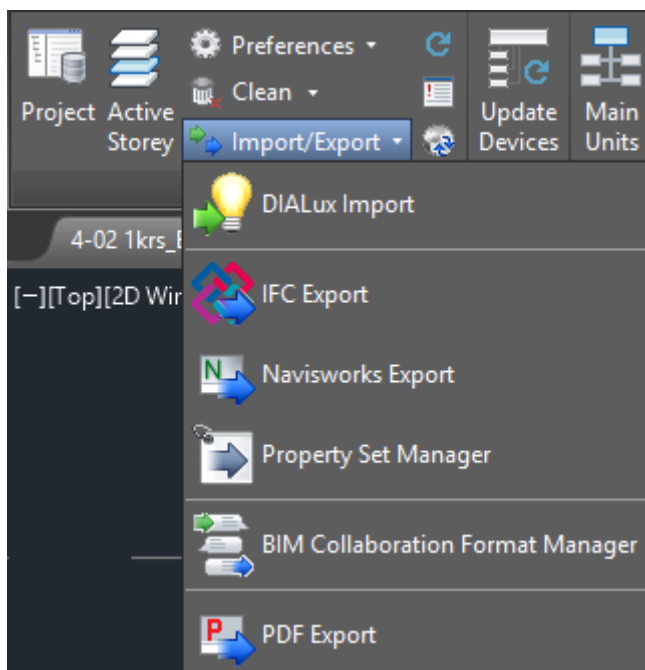 Project
Active
Storey
Preferences
Clean
Import/Export
Update
Devices
Main
Units
4-02 1krs_
[−][Top][2D Wir
DIALux Import
IFC Export
N
Navisworks Export
Property Set Manager
BIM Collaboration Format Manager
P
PDF Export